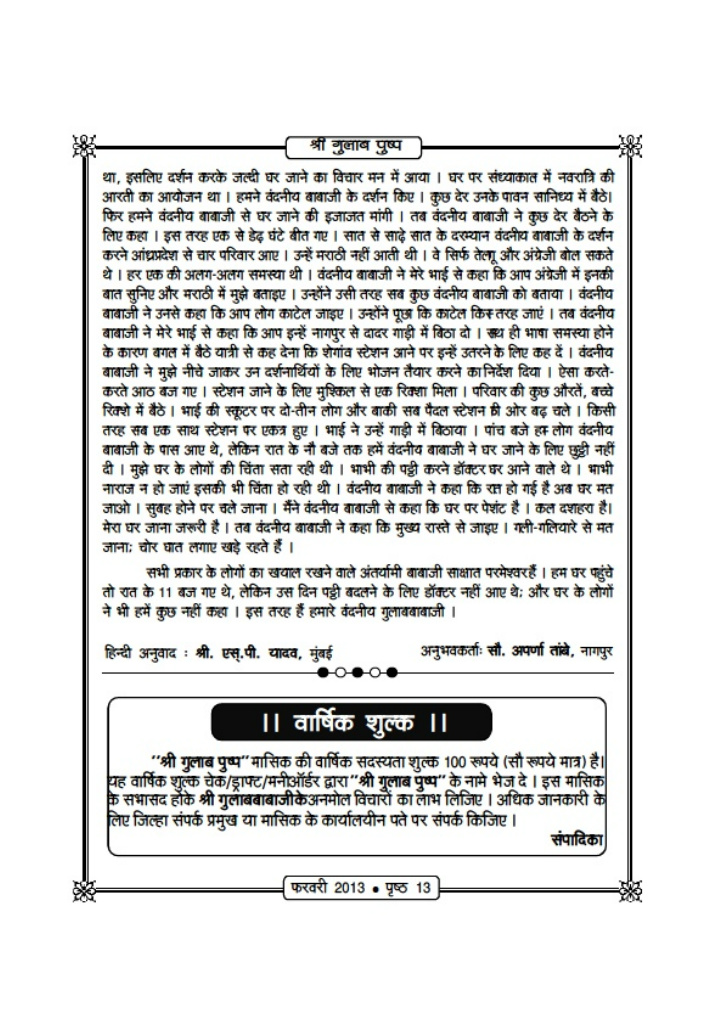 श्री गुलाब पुष्प
था, इसलिए दर्शन करके जल्दी घर जाने का विचार मन में आया । घर पर संध्याकात में नवरात्रि की
आरती का आयोजन था । हमने वंदनीय बाबाजी के दर्शन किए । कुछ देर उनके पावन सानिध्य में बैठे।
फिर हमने वंदनीय बाबाजी से घर जाने की इजाजत मांगी । तब वंदनीय बाबाजी ने कुछ देर बैठने के
लिए कहा । इस तरह एक से डेढ़ घंटे बीत गए । सात से साढ़े सात के दरम्यान वंदनीय बाबाजी के दर्शन
करने आंध्रप्रदेश से चार परिवार आए । उन्हें मराठी नहीं आती थी । वे सिर्फ तेलगू और अंग्रेजी बोल सकते
थे । हर एक की अलग-अलग समस्या थी । वंदनीय बाबाजी ने मेरे भाई से कहा कि आप अंग्रेजी में इनकी
बात सुनिए और मराठी में मुझे बताइए । उन्होंने उसी तरह सब कुछ वंदनीय बाबाजी को बताया । वंदनीय
बाबाजी ने उनसे कहा कि आप लोग काटेल जाइए । उन्होंने पूछा कि काटेल किस तरह जाएं । तब वंदनीय
बाबाजी ने मेरे भाई से कहा कि आप इन्हें नागपुर से दादर गाड़ी में बिठा दो । साथ ही भाषा समस्या होने
के कारण बगल में बैठे यात्री से कह देना कि शेगांव स्टेशन आने पर इन्हें उतरने के लिए कह दें । वंदनीय
बाबाजी ने मुझे नीचे जाकर उन दर्शनार्थियों के लिए भोजन तैयार करने का निर्देश दिया । ऐसा करते-
करते आठ बज गए । स्टेशन जाने के लिए मुश्किल से एक रिक्शा मिला । परिवार की कुछ औरतें, बच्चे
रिक्शे में बैठे । भाई की स्कूटर पर दो-तीन लोग और बाकी सब पैदल स्टेशन की ओर बढ़ चले । किसी
तरह सब एक साथ स्टेशन पर एकत्र हुए । भाई ने उन्हें गाड़ी में बिठाया । पांच बजे हम लोग वंदनीय
बाबाजी के पास आए थे, लेकिन रात के नौ बजे तक हमें वंदनीय बाबाजी ने घर जाने के लिए छुट्टी नहीं
दी । मुझे घर के लोगों की चिंता सता रही थी । भाभी की पट्टी करने डॉक्टर घर आने वाले थे । भाभी
नाराज न हो जाएं इसकी भी चिंता हो रही थी । वंदनीय बाबाजी ने कहा कि रात हो गई है अब घर मत
जाओ । सुबह होने पर चले जाना । मैंने वंदनीय बाबाजी से कहा कि घर पर पेशंट है । कल दशहरा है।
मेरा घर जाना जरूरी है । तब वंदनीय बाबाजी ने कहा कि मुख्य रास्ते से जाइए । गली-गलियारे से मत
जाना; चोर घात लगाए खड़े रहते हैं ।
सभी प्रकार के लोगों का खयाल रखने वाले अंतर्यामी बाबाजी साक्षात परमेश्वर हैं । हम घर पहुंचे
तो रात के 11 बज गए थे, लेकिन उस दिन पट्टी बदलने के लिए डॉक्टर नहीं आए थे; और घर के लोगों
ने भी हमें कुछ नहीं कहा । इस तरह हैं हमारे वंदनीय गुलाबबाबाजी ।
हिन्दी अनुवाद : श्री. एस्.पी. यादव, मुंबई अनुभवकर्ताः सौ. अपर्णा तांबे, नागपुर
।। वार्षिक शुल्क ।।
''श्री गुलाब पुष्प'' मासिक की वार्षिक सदस्यता शुल्क 100 रूपये (सौ रूपये मात्र) है।
यह वार्षिक शुल्क चेक/ड्राफ्ट/मनीऑर्डर द्वारा ''श्री गुलाब पुष्प'' के नामे भेज दे । इस मासिक
के सभासद होके श्री गुलाबबाबाजी के अनमोल विचारों का लाभ लिजिए । अधिक जानकारी के
लिए जिल्हा संपर्क प्रमुख या मासिक के कार्यालयीन पते पर संपर्क किजिए ।
संपादिका
फरवरी 2013 ● पृष्ठ 13